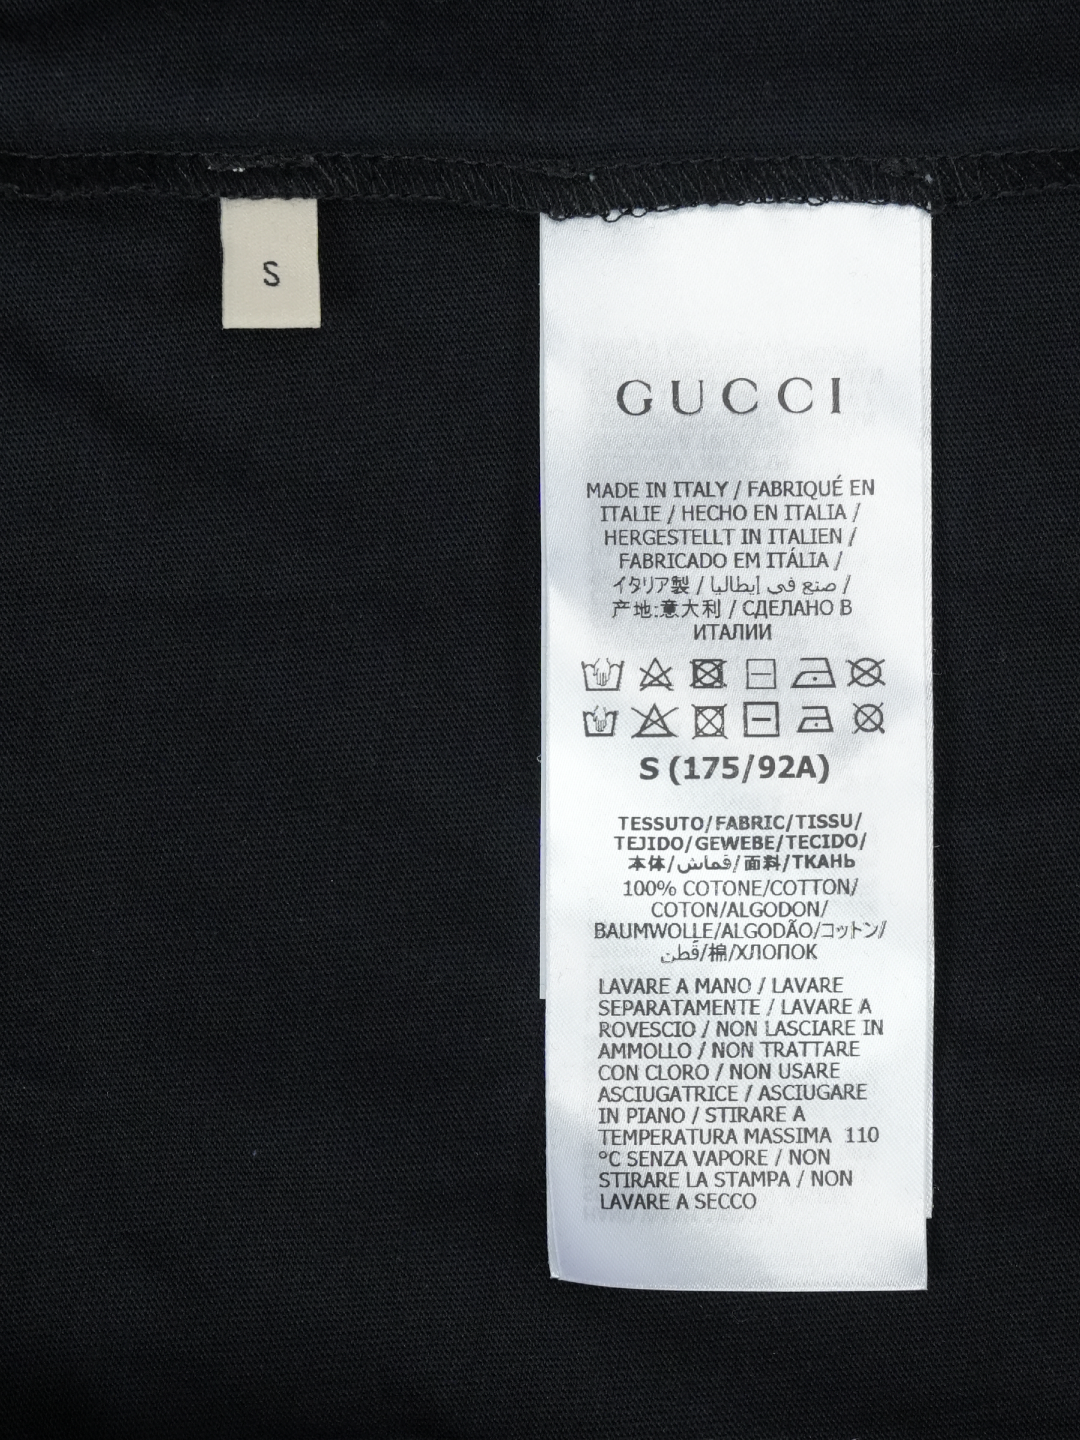 S
GUCCI
MADE IN ITALY / FABRIQUÉ EN
ITALIE / HECHO EN ITALIA /
HERGESTELLT IN ITALIEN /
FABRICADO EM ITÁLIA /
イタリア製 / صنع في إيطاليا /
产地:意大利 / СДЕЛАНО В
ИТАЛИИ
S (175/92A)
TESSUTO/FABRIC/TISSU/
TEJIDO/GEWEBE/TECIDO/
本体/قماش/面料/ТКАНЬ
100% COTONE/COTTON/
COTON/ALGODON/
BAUMWOLLE/ALGODÃO/コットン/
قطن/棉/ХЛОПОК
LAVARE A MANO / LAVARE
SEPARATAMENTE / LAVARE A
ROVESCIO / NON LASCIARE IN
AMMOLLO / NON TRATTARE
CON CLORO / NON USARE
ASCIUGATRICE / ASCIUGARE
IN PIANO / STIRARE A
TEMPERATURA MASSIMA 110
°C SENZA VAPORE / NON
STIRARE LA STAMPA / NON
LAVARE A SECCO